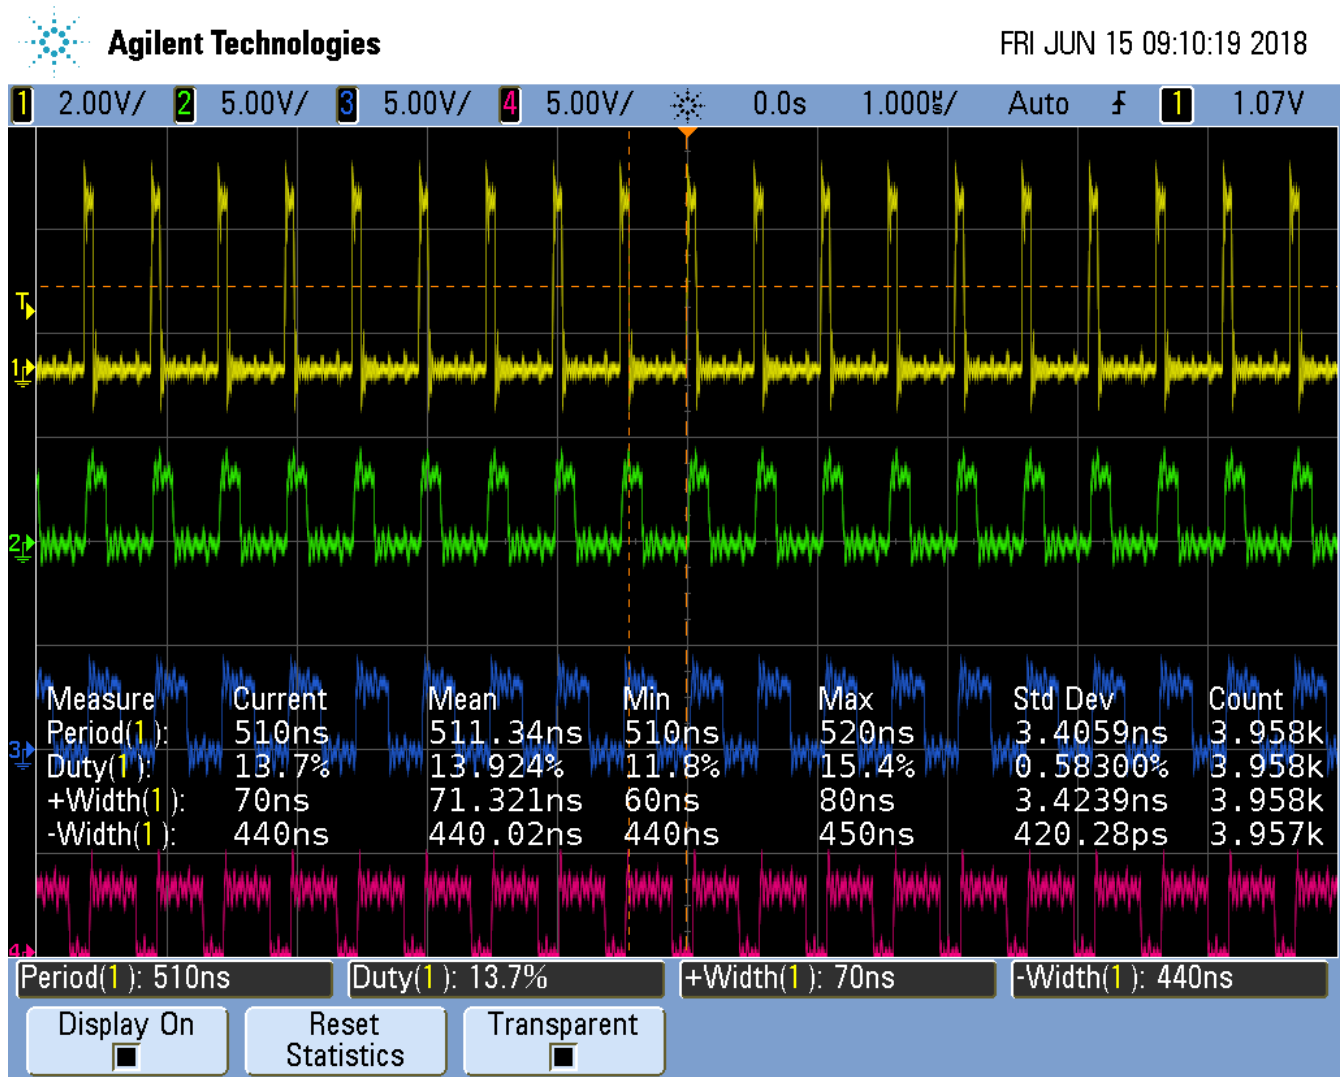 Agilent Technologies FRI JUN 15 09:10:19 2018
1 2.00V/ 2 5.00V/ 3 5.00V/ 4 5.00V/ 0.0s 1.000µs/ Auto 1 1.07V
T
1
2
Measure Current Mean Min Max Std Dev Count
Period(1): 510ns 511.34ns 510ns 520ns 3.4059ns 3.958k
3
Duty(1): 13.7% 13.924% 11.8% 15.4% 0.58300% 3.958k
+Width(1): 70ns 71.321ns 60ns 80ns 3.4239ns 3.958k
-Width(1): 440ns 440.02ns 440ns 450ns 420.28ps 3.957k
4
Period(1): 510ns Duty(1): 13.7% +Width(1): 70ns -Width(1): 440ns
Display On Reset Statistics Transparent